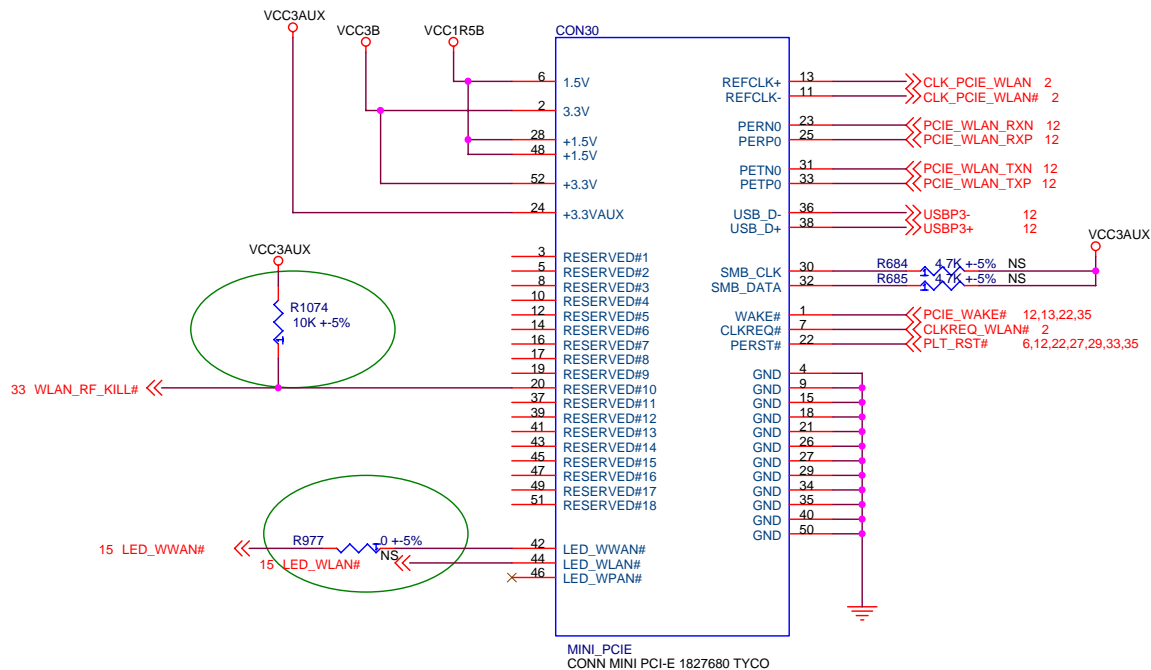 VCC3AUX
VCC3B
VCC1R5B
CON30
6 1.5V
2 3.3V
28 +1.5V
48 +1.5V
52 +3.3V
24 +3.3VAUX
VCC3AUX
R1074
10K +-5%
3 RESERVED#1
5 RESERVED#2
8 RESERVED#3
10 RESERVED#4
12 RESERVED#5
14 RESERVED#6
16 RESERVED#7
17 RESERVED#8
19 RESERVED#9
33 WLAN_RF_KILL# 20 RESERVED#10
37 RESERVED#11
39 RESERVED#12
41 RESERVED#13
43 RESERVED#14
45 RESERVED#15
47 RESERVED#16
49 RESERVED#17
51 RESERVED#18
15 LED_WWAN# R977 0 +-5% NS 42 LED_WWAN#
15 LED_WLAN# 44 LED_WLAN#
46 LED_WPAN#
REFCLK+ 13 CLK_PCIE_WLAN 2
REFCLK- 11 CLK_PCIE_WLAN# 2
PERN0 23 PCIE_WLAN_RXN 12
PERP0 25 PCIE_WLAN_RXP 12
PETN0 31 PCIE_WLAN_TXN 12
PETP0 33 PCIE_WLAN_TXP 12
USB_D- 36 USBP3- 12
USB_D+ 38 USBP3+ 12
VCC3AUX
SMB_CLK 30 R684 4.7K +-5% NS
SMB_DATA 32 R685 4.7K +-5% NS
WAKE# 1 PCIE_WAKE# 12,13,22,35
CLKREQ# 7 CLKREQ_WLAN# 2
PERST# 22 PLT_RST# 6,12,22,27,29,33,35
GND 4
GND 9
GND 15
GND 18
GND 21
GND 26
GND 27
GND 29
GND 34
GND 35
GND 40
GND 50
MINI_PCIE
CONN MINI PCI-E 1827680 TYCO